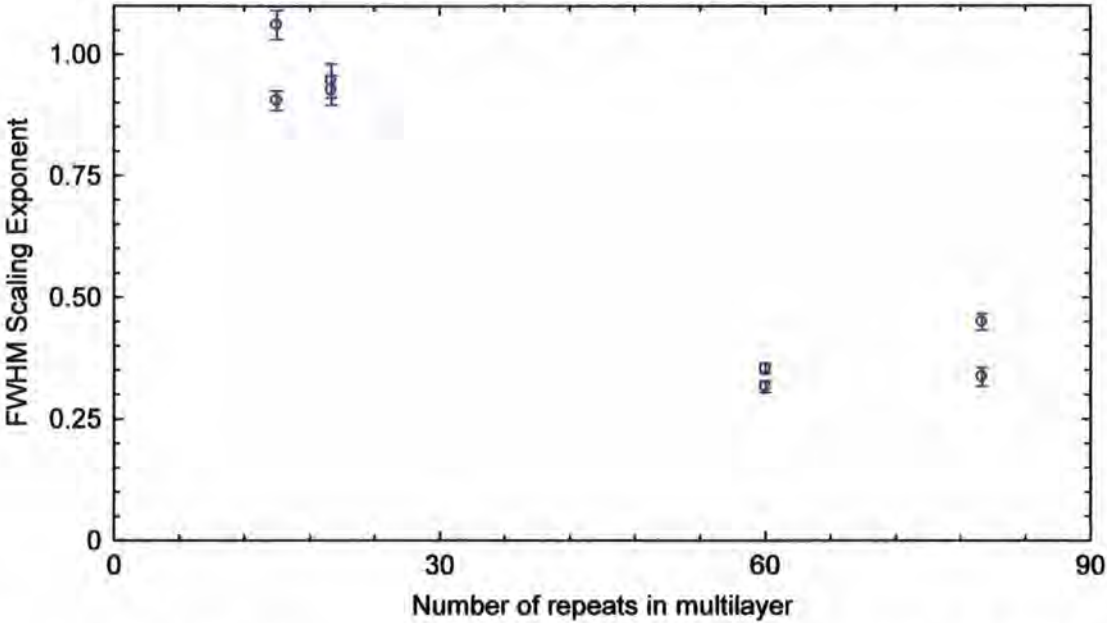 FWHM Scaling Exponent
1.00
0.75
0.50
0.25
0
0 30 60 90
Number of repeats in multilayer